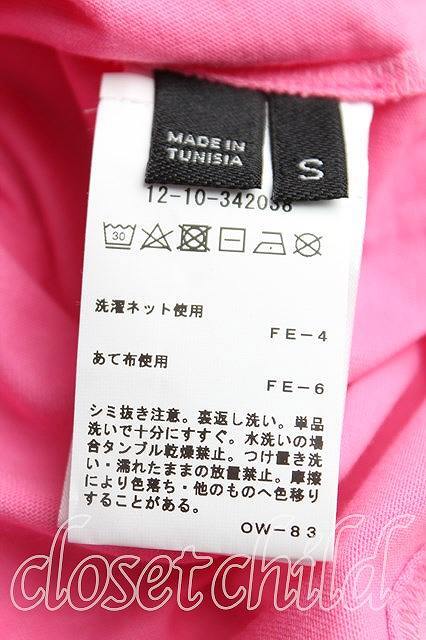 MADE IN
TUNISIA
S
12-10-342038
30
洗濯ネット使用
FE-4
あて布使用
FE-6
シミ抜き注意。裏返し洗い。単品
洗いで十分にすすぐ。水洗いの場
合タンブル乾燥禁止。つけ置き洗
い・濡れたままの放置禁止。摩擦
により色落ち・他のものへ色移り
することがある。
OW-83
closetchild